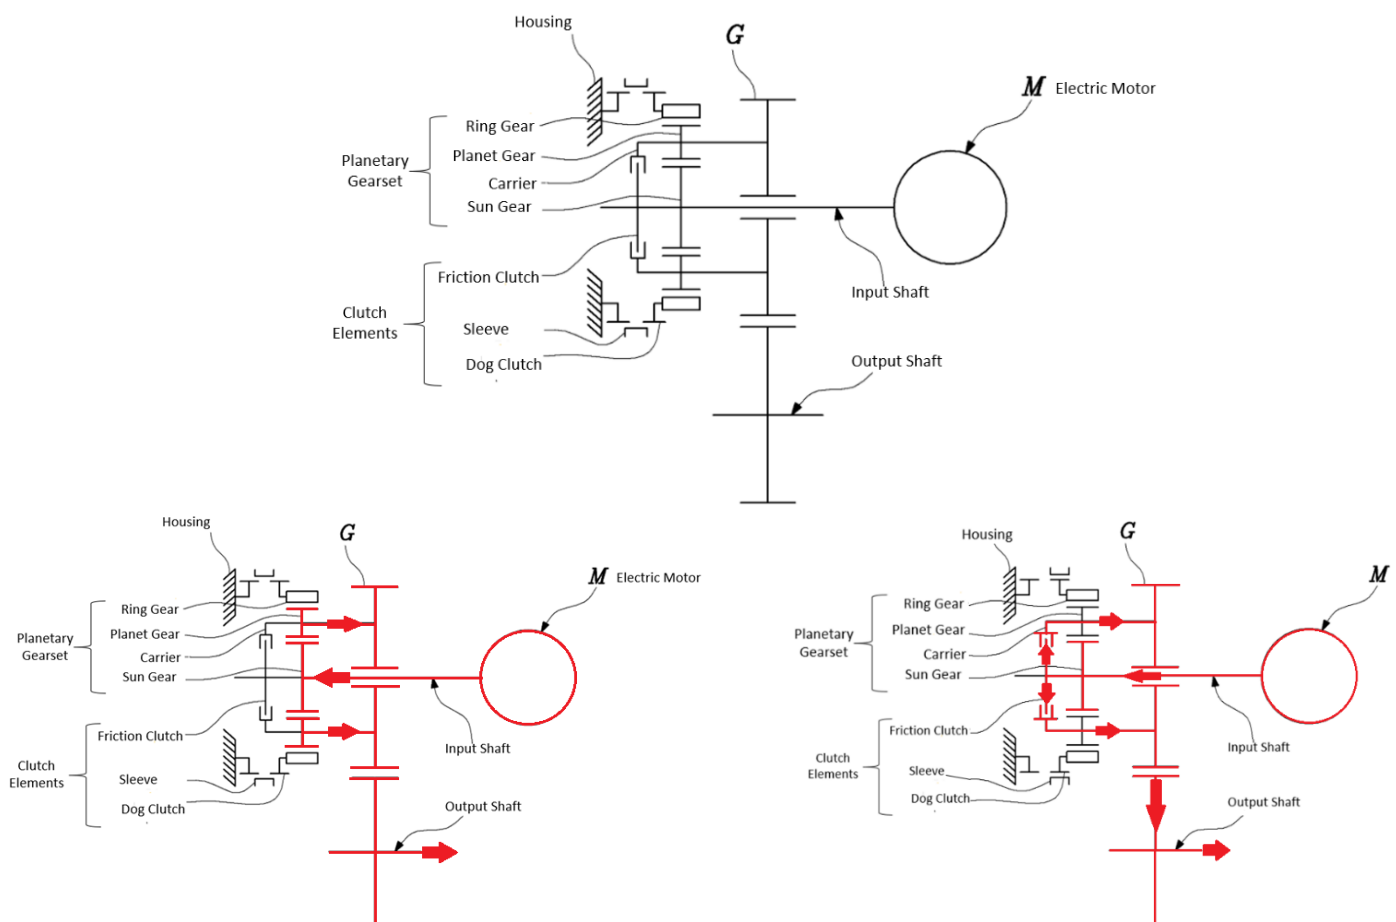 Housing
G
M Electric Motor
Ring Gear
Planet Gear
Planetary
Gearset
Carrier
Sun Gear
Friction Clutch
Clutch
Elements
Sleeve
Dog Clutch
Input Shaft
Output Shaft
Housing
G
M Electric Motor
Ring Gear
Planet Gear
Planetary
Gearset
Carrier
Sun Gear
Friction Clutch
Clutch
Elements
Sleeve
Dog Clutch
Input Shaft
Output Shaft
Housing
G
M
Ring Gear
Planet Gear
Planetary
Gearset
Carrier
Sun Gear
Friction Clutch
Clutch
Elements
Sleeve
Dog Clutch
Input Shaft
Output Shaft